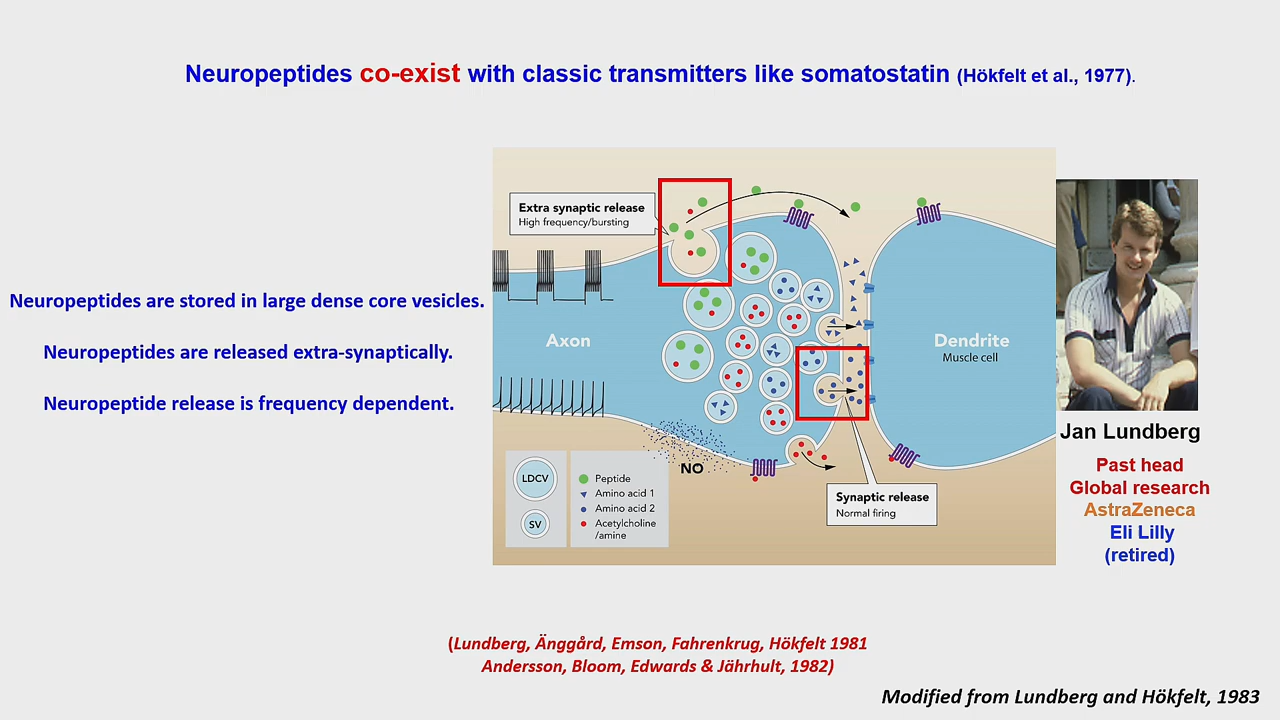 Neuropeptides co-exist with classic transmitters like somatostatin (Hökfelt et al., 1977).
Neuropeptides are stored in large dense core vesicles.
Neuropeptides are released extra-synaptically.
Neuropeptide release is frequency dependent.
Extra synaptic release
High frequency/bursting
Axon
Dendrite
Muscle cell
NO
LDCV
SV
Peptide
Amino acid 1
Amino acid 2
Acetylcholine
/amine
Synaptic release
Normal firing
Jan Lundberg
Past head
Global research
AstraZeneca
Eli Lilly
(retired)
(Lundberg, Änggård, Emson, Fahrenkrug, Hökfelt 1981
Andersson, Bloom, Edwards & Jährhult, 1982)
Modified from Lundberg and Hökfelt, 1983